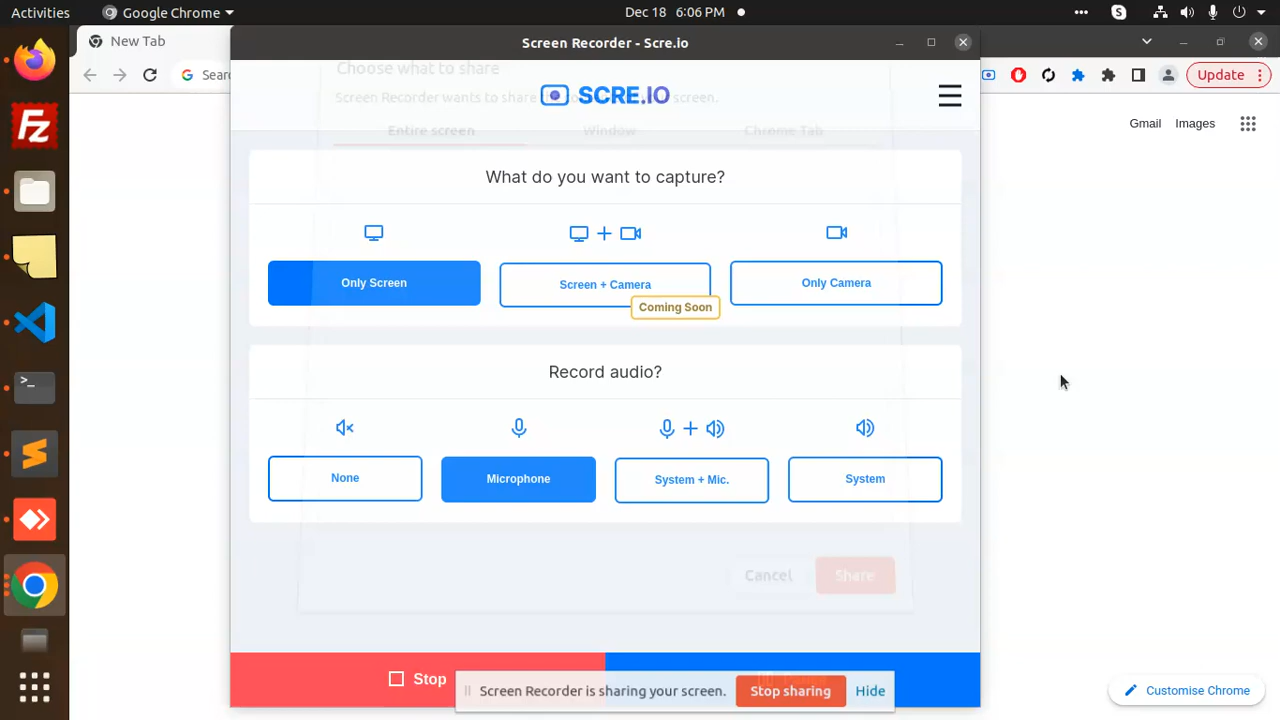 Activities
Google Chrome
Dec 18 6:06 PM
New Tab
Screen Recorder - Scre.io
Sear
Update
Choose what to share
Screen Recorder wants to share
screen.
SCRE.IO
Entire screen
Window
Chrome Tab
Gmail
Images
What do you want to capture?
Only Screen
Screen + Camera
Only Camera
Coming Soon
Record audio?
None
Microphone
System + Mic.
System
Cancel
Share
Stop
Screen Recorder is sharing your screen.
Stop sharing
Hide
Customise Chrome